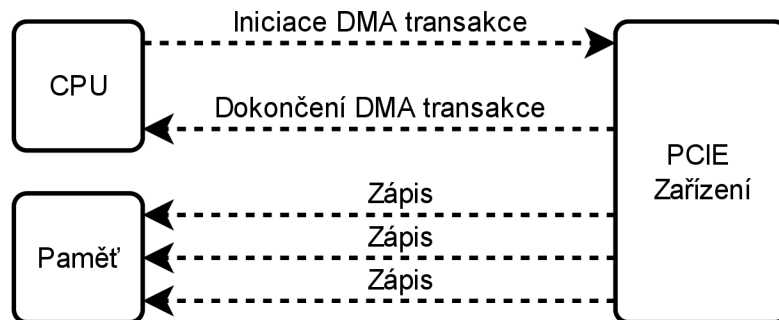 Iniciace DMA transakce
CPU
Dokončení DMA transakce
PCIE
Zařízení
Zápis
Zápis
Paměť
Zápis